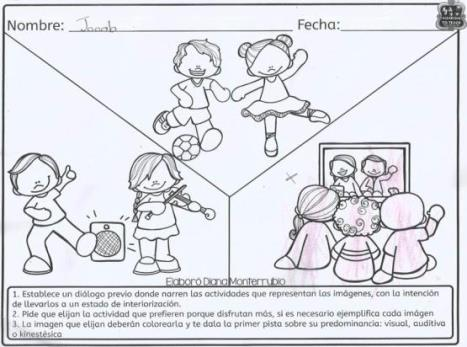 Nombre: Jonab Fecha:
Elaboró Diana Monterrubio
1. Establece un diálogo previo donde narren las actividades que representan las imágenes, con la intención
de llevarlos a un estado de interiorización.
2. Pide que elijan la actividad que prefieren porque disfrutan más, si es necesario ejemplifica cada imágen
3. La imagen que elijan deberán colorearla y te dala la primer pista sobre su predominancia: visual, auditiva
o kinestésica